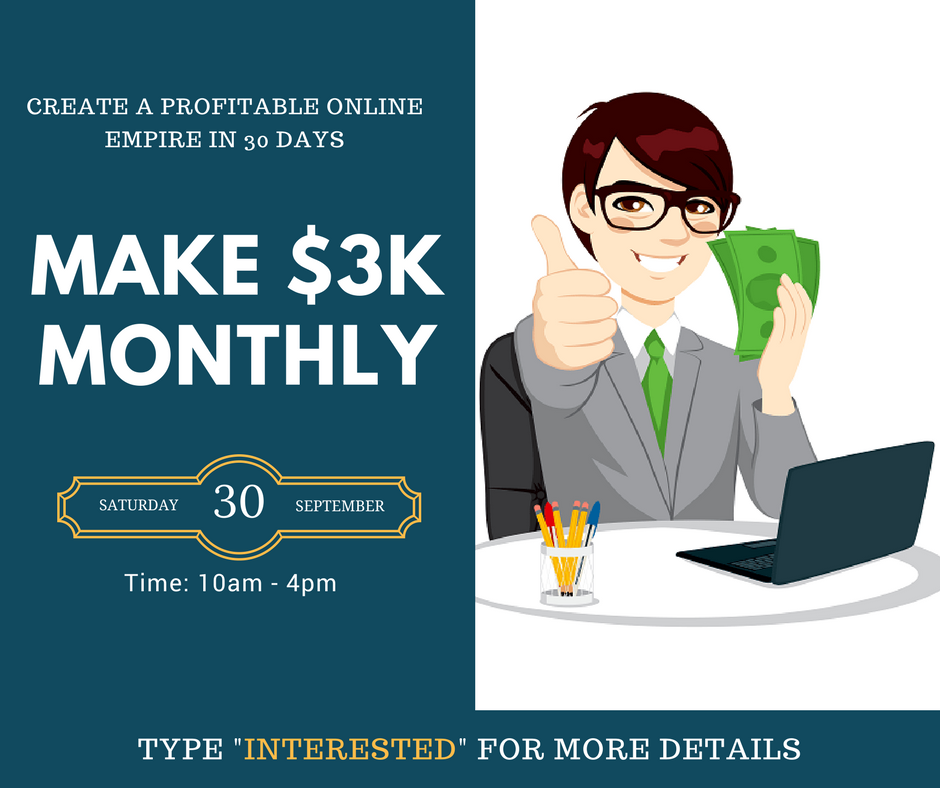 CREATE A PROFITABLE ONLINE
EMPIRE IN 30 DAYS
MAKE $3K
MONTHLY
SATURDAY 30 SEPTEMBER
Time: 10am - 4pm
TYPE "INTERESTED" FOR MORE DETAILS